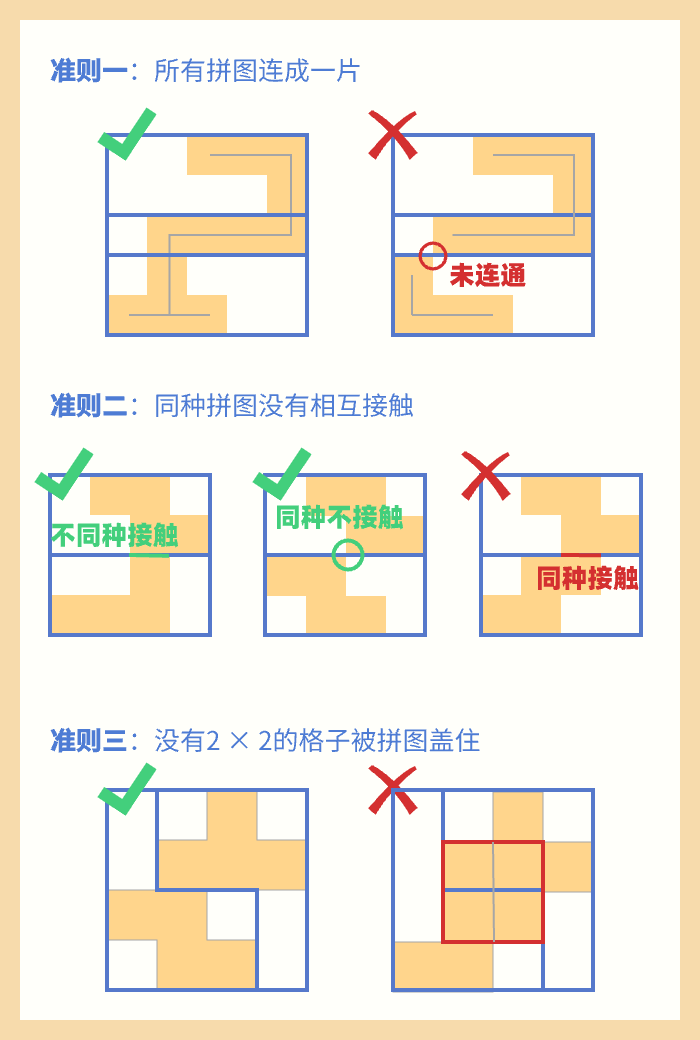 准则一：所有拼图连成一片
未连通
准则二：同种拼图没有相互接触
不同种接触
同种不接触
同种接触
准则三：没有2 × 2的格子被拼图盖住